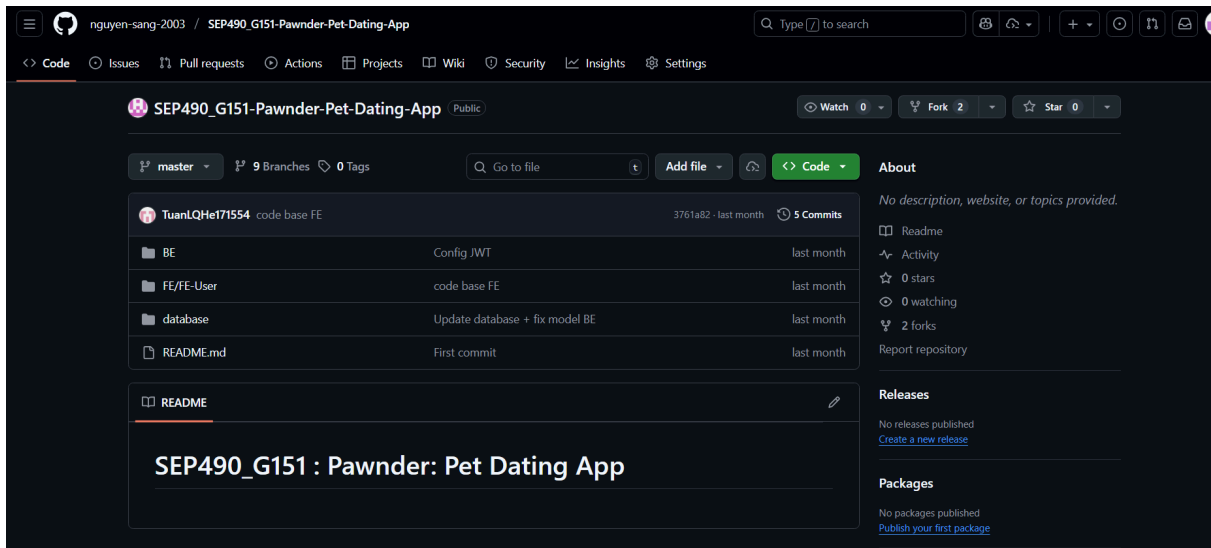 nguyen-sang-2003 / SEP490_G151-Pawnder-Pet-Dating-App Type / to search
Code Issues Pull requests Actions Projects Wiki Security Insights Settings
SEP490_G151-Pawnder-Pet-Dating-App Public Watch 0 Fork 2 Star 0
master 9 Branches 0 Tags Go to file t Add file Code
TuanLQHe171554 code base FE 3761a82 · last month 5 Commits
BE Config JWT last month
FE/FE-User code base FE last month
database Update database + fix model BE last month
README.md First commit last month
README
SEP490_G151 : Pawnder: Pet Dating App
About
No description, website, or topics provided.
Readme
Activity
0 stars
0 watching
2 forks
Report repository
Releases
No releases published
Create a new release
Packages
No packages published
Publish your first package